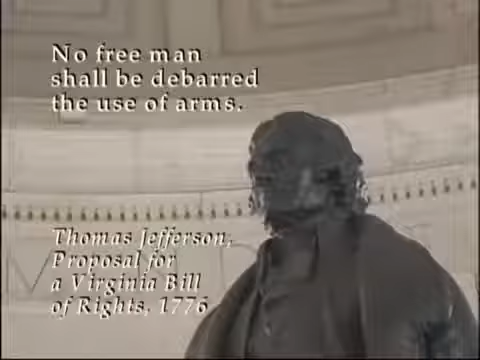 No free man
shall be debarred
the use of arms.
Thomas Jefferson,
Proposal for
a Virginia Bill
of Rights, 1776